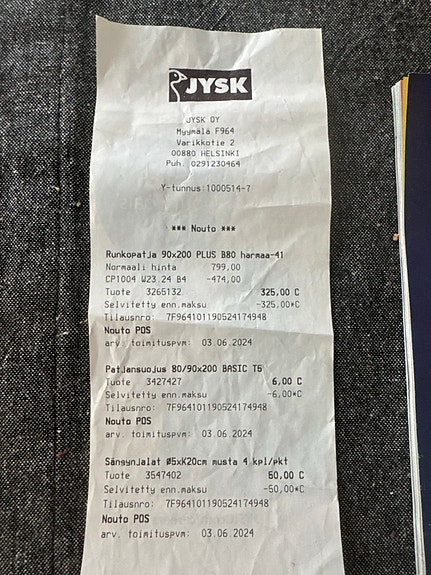 JYSK
JYSK OY
Myymälä F964
Varikkotie 2
00880 HELSINKI
Puh. 0291230464
Y-tunnus:1000514-7
*** Nouto ***
Runkopatja 90x200 PLUS B80 harmaa-41
Normaali hinta 799,00
CP1004 W23.24 B4 -474,00
Tuote 3265132 325,00 C
Selvitetty enn.maksu -325,00*C
Tilausnro: 7F964101190524174948
Nouto POS
arv. toimituspvm: 03.06.2024
Patjansuojus 80/90x200 BASIC T5
Tuote 3427427 6,00 C
Selvitetty enn.maksu -6,00*C
Tilausnro: 7F964101190524174948
Nouto POS
arv. toimituspvm: 03.06.2024
Sängynjalat Ø5xK20cm musta 4 kpl/pkt
Tuote 3547402 50,00 C
Selvitetty enn.maksu -50,00*C
Tilausnro: 7F964101190524174948
Nouto POS
arv. toimituspvm: 03.06.2024